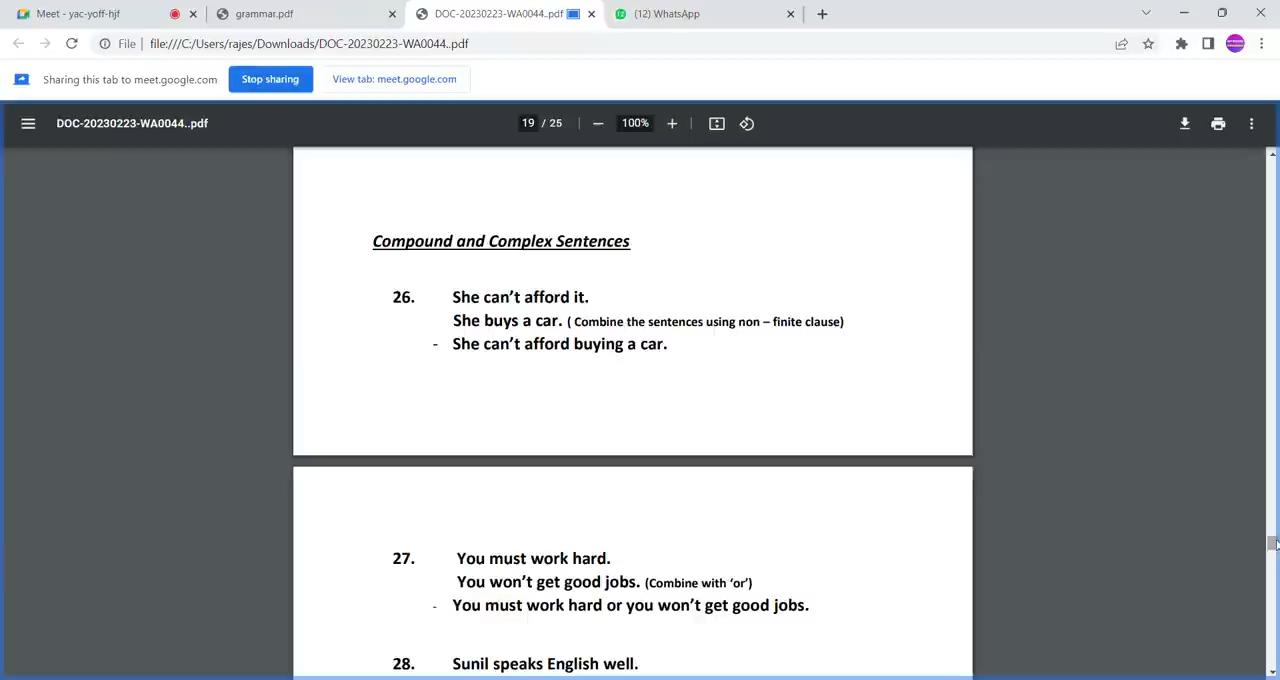 Meet - yac-yoff-hjf
grammar.pdf
DOC-20230223-WA0044..pdf
(12) WhatsApp
File
file:///C:/Users/rajes/Downloads/DOC-20230223-WA0044..pdf
Sharing this tab to meet.google.com
Stop sharing
View tab: meet.google.com
DOC-20230223-WA0044..pdf
19 / 25
100%
Compound and Complex Sentences
26. She can’t afford it.
She buys a car. ( Combine the sentences using non – finite clause)
- She can’t afford buying a car.
27. You must work hard.
You won’t get good jobs. (Combine with ‘or’)
- You must work hard or you won’t get good jobs.
28. Sunil speaks English well.